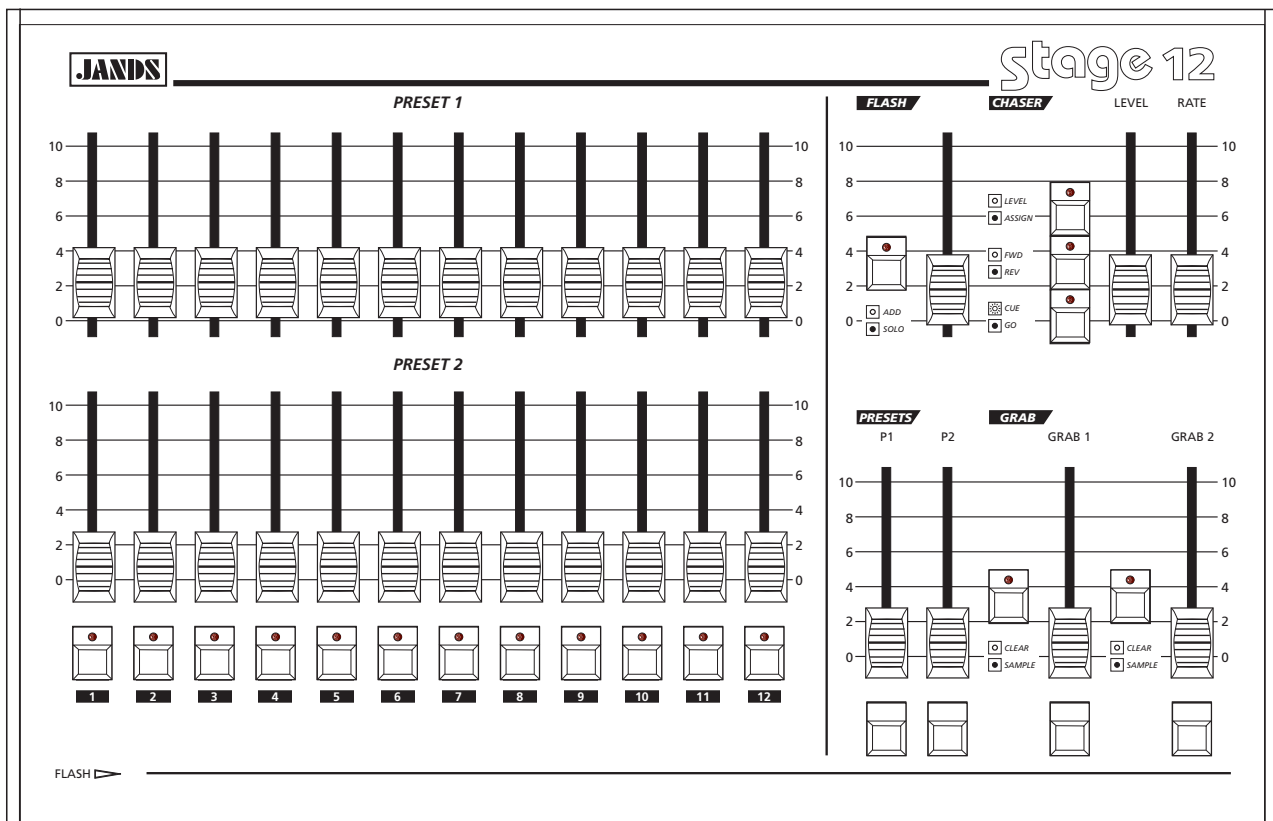 JANDS
stage 12
PRESET 1
FLASH
CHASER
LEVEL
RATE
10 10
8 8
6 6
4 4
2 2
0 0
10 10
8 8
6 6
4 4
2 2
0 0
LEVEL
ASSIGN
FWD
REV
ADD
SOLO
CUE
GO
PRESET 2
10 10
8 8
6 6
4 4
2 2
0 0
1 2 3 4 5 6 7 8 9 10 11 12
PRESETS
GRAB
P1 P2 GRAB 1 GRAB 2
10 10
8 8
6 6
4 4
2 2
0 0
CLEAR
SAMPLE
CLEAR
SAMPLE
FLASH